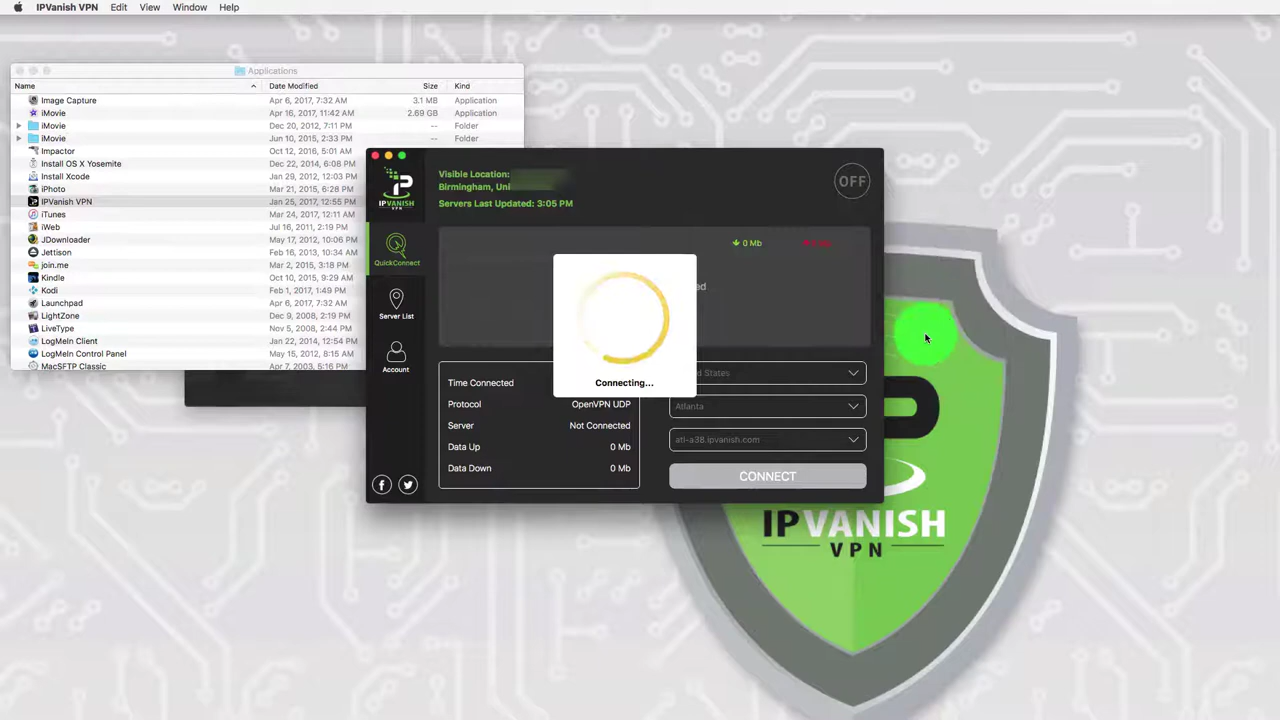 IPVanish VPN Edit View Window Help
Applications
Name Date Modified Size Kind
Image Capture Apr 6, 2017, 7:32 AM 3.1 MB Application
iMovie Apr 16, 2017, 11:42 AM 2.69 GB Application
iMovie Dec 20, 2012, 7:11 PM -- Folder
iMovie Jun 10, 2015, 2:33 PM -- Folder
Impactor Oct 12, 2016, 5:01 AM
Install OS X Yosemite Dec 22, 2014, 6:08 PM
Install Xcode Jan 29, 2012, 3:03 PM
iPhoto Mar 21, 2015, 6:28 PM
IPVanish VPN Jan 25, 2017, 12:55 PM
iTunes Mar 24, 2017, 12:11 AM
iWeb Jul 16, 2011, 2:19 PM
JDownloader May 17, 2012, 10:06 PM
Jettison Feb 16, 2013, 10:34 AM
join.me Mar 2, 2015, 3:18 PM
Kindle Oct 10, 2015, 9:29 AM
Kodi Feb 1, 2017, 1:49 PM
Launchpad Apr 6, 2017, 7:32 AM
LightZone Dec 9, 2008, 2:19 PM
LiveType Nov 5, 2008, 2:44 PM
LogMeIn Client Jan 22, 2014, 12:54 PM
LogMeIn Control Panel May 15, 2012, 8:15 AM
MacSFTP Classic Apr 7, 2003, 5:16 PM
IPVANISH
VPN
Visible Location:
Birmingham, Uni
Servers Last Updated: 3:05 PM
OFF
QuickConnect
Server List
Account
0 Mb
ed
Connecting...
Time Connected
Protocol OpenVPN UDP
Server Not Connected
Data Up 0 Mb
Data Down 0 Mb
d States
Atlanta
atl-a38.ipvanish.com
CONNECT
IPVANISH
VPN